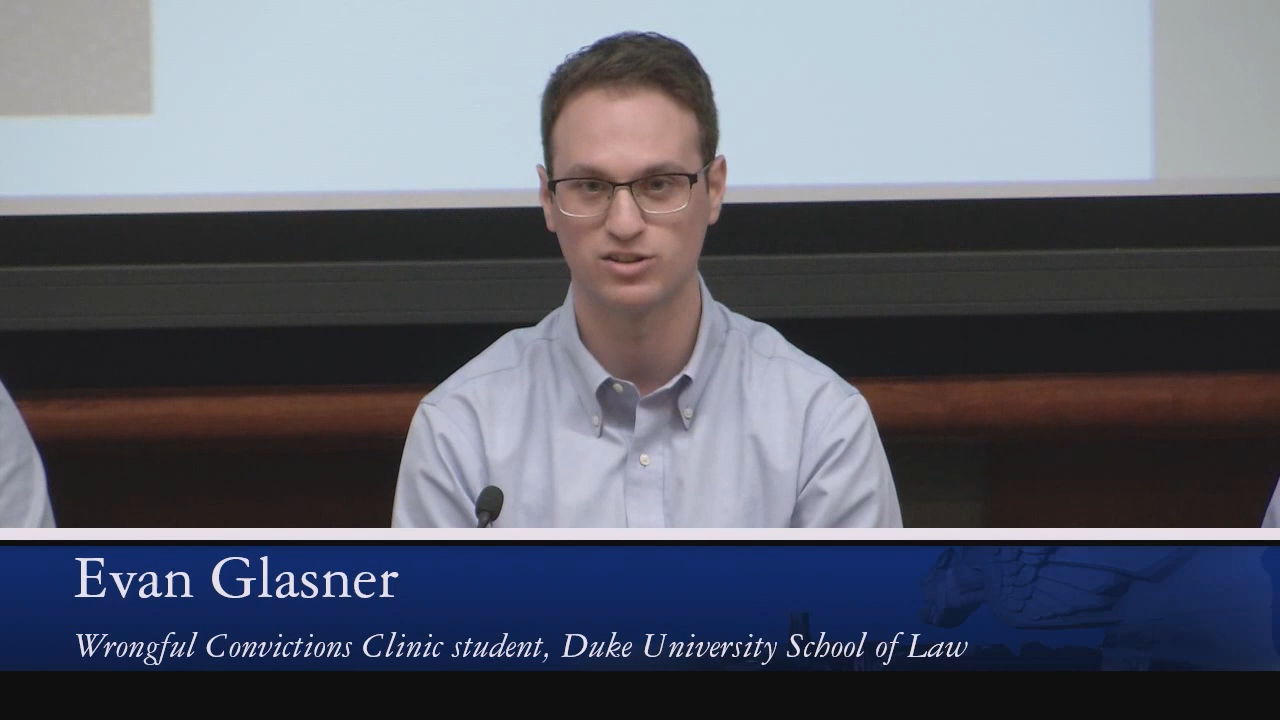 Evan Glasner
Wrongful Convictions Clinic student, Duke University School of Law